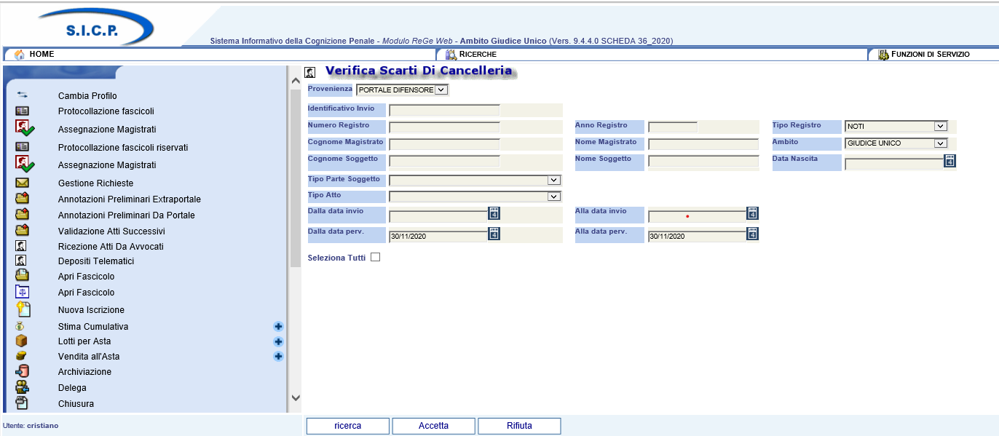 S.I.C.P.
Sistema Informativo della Cognizione Penale - Modulo ReGe Web - Ambito Giudice Unico (Vers. 9.4.4.0 SCHEDA 36_2020)
HOME
RICERCHE
FUNZIONI DI SERVIZIO
Cambia Profilo
Protocollazione fascicoli
Assegnazione Magistrati
Protocollazione fascicoli riservati
Assegnazione Magistrati
Gestione Richieste
Annotazioni Preliminari Extraportale
Annotazioni Preliminari Da Portale
Validazione Atti Successivi
Ricezione Atti Da Avvocati
Depositi Telematici
Apri Fascicolo
Apri Fascicolo
Nuova Iscrizione
Stima Cumulativa
Lotti per Asta
Vendita all'Asta
Archiviazione
Delega
Chiusura
Utente: cristiano
Verifica Scarti Di Cancelleria
Provenienza PORTALE DIFENSORE
Identificativo Invio
Numero Registro Anno Registro Tipo Registro NOTI
Cognome Magistrato Nome Magistrato Ambito GIUDICE UNICO
Cognome Soggetto Nome Soggetto Data Nascita
Tipo Parte Soggetto
Tipo Atto
Dalla data invio Alla data invio
Dalla data perv. 30/11/2020 Alla data perv. 30/11/2020
Seleziona Tutti
ricerca Accetta Rifiuta